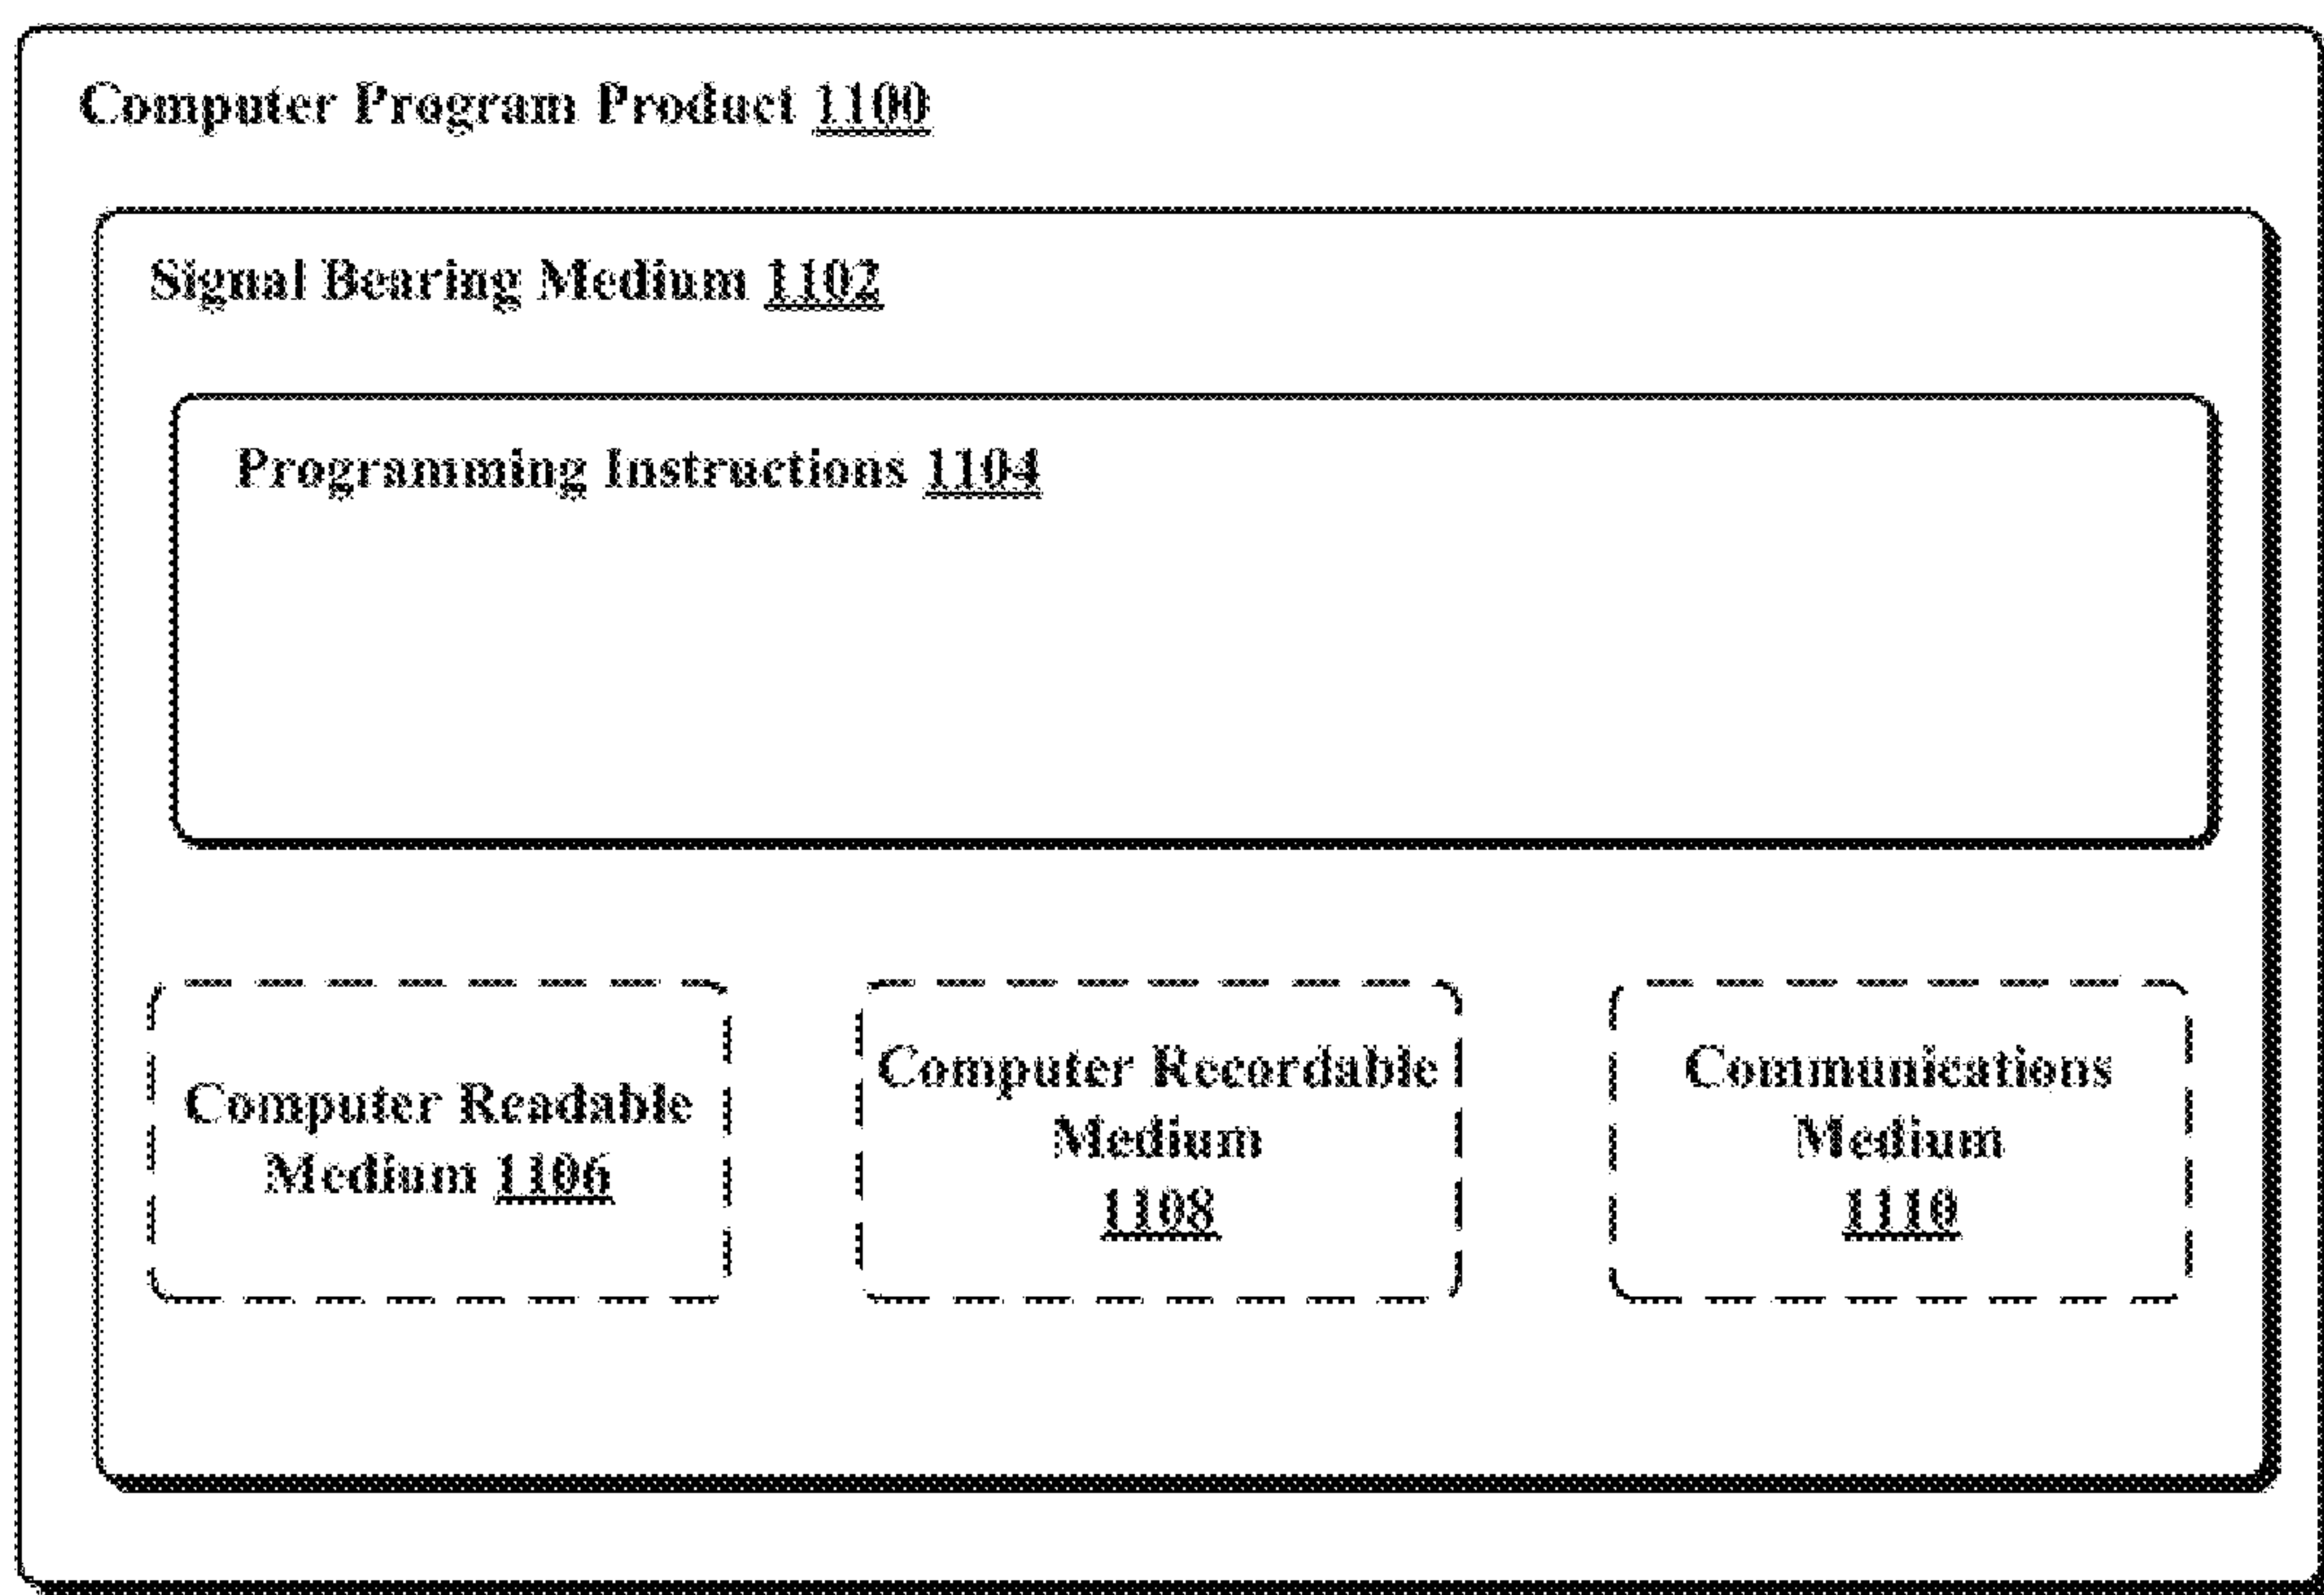 Computer Program Product 1100
Signal Bearing Medium 1102
Programming Instructions 1104
Computer Readable
Medium 1106
Computer Recordable
Medium
1108
Communications
Medium
1110